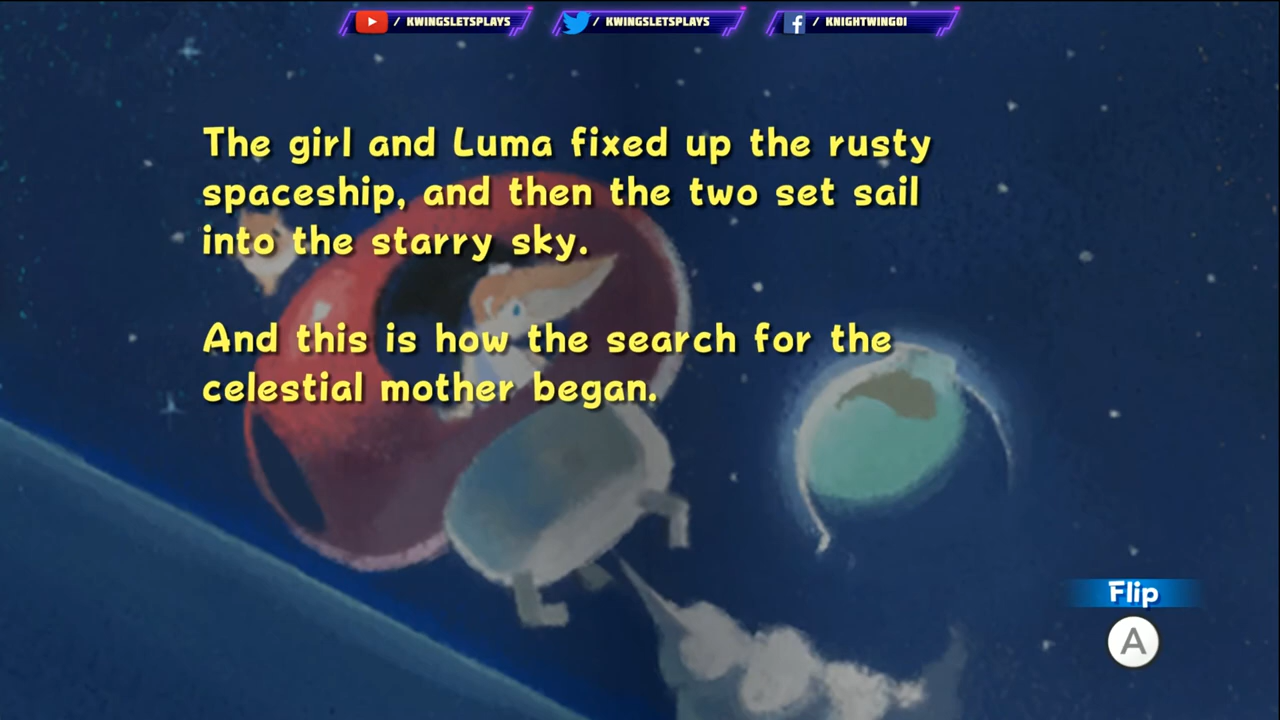 / KWINGSLETSPLAYS
/ KWINGSLETSPLAYS
/ KNIGHTWING01
The girl and Luma fixed up the rusty
spaceship, and then the two set sail
into the starry sky.
And this is how the search for the
celestial mother began.
Flip
A